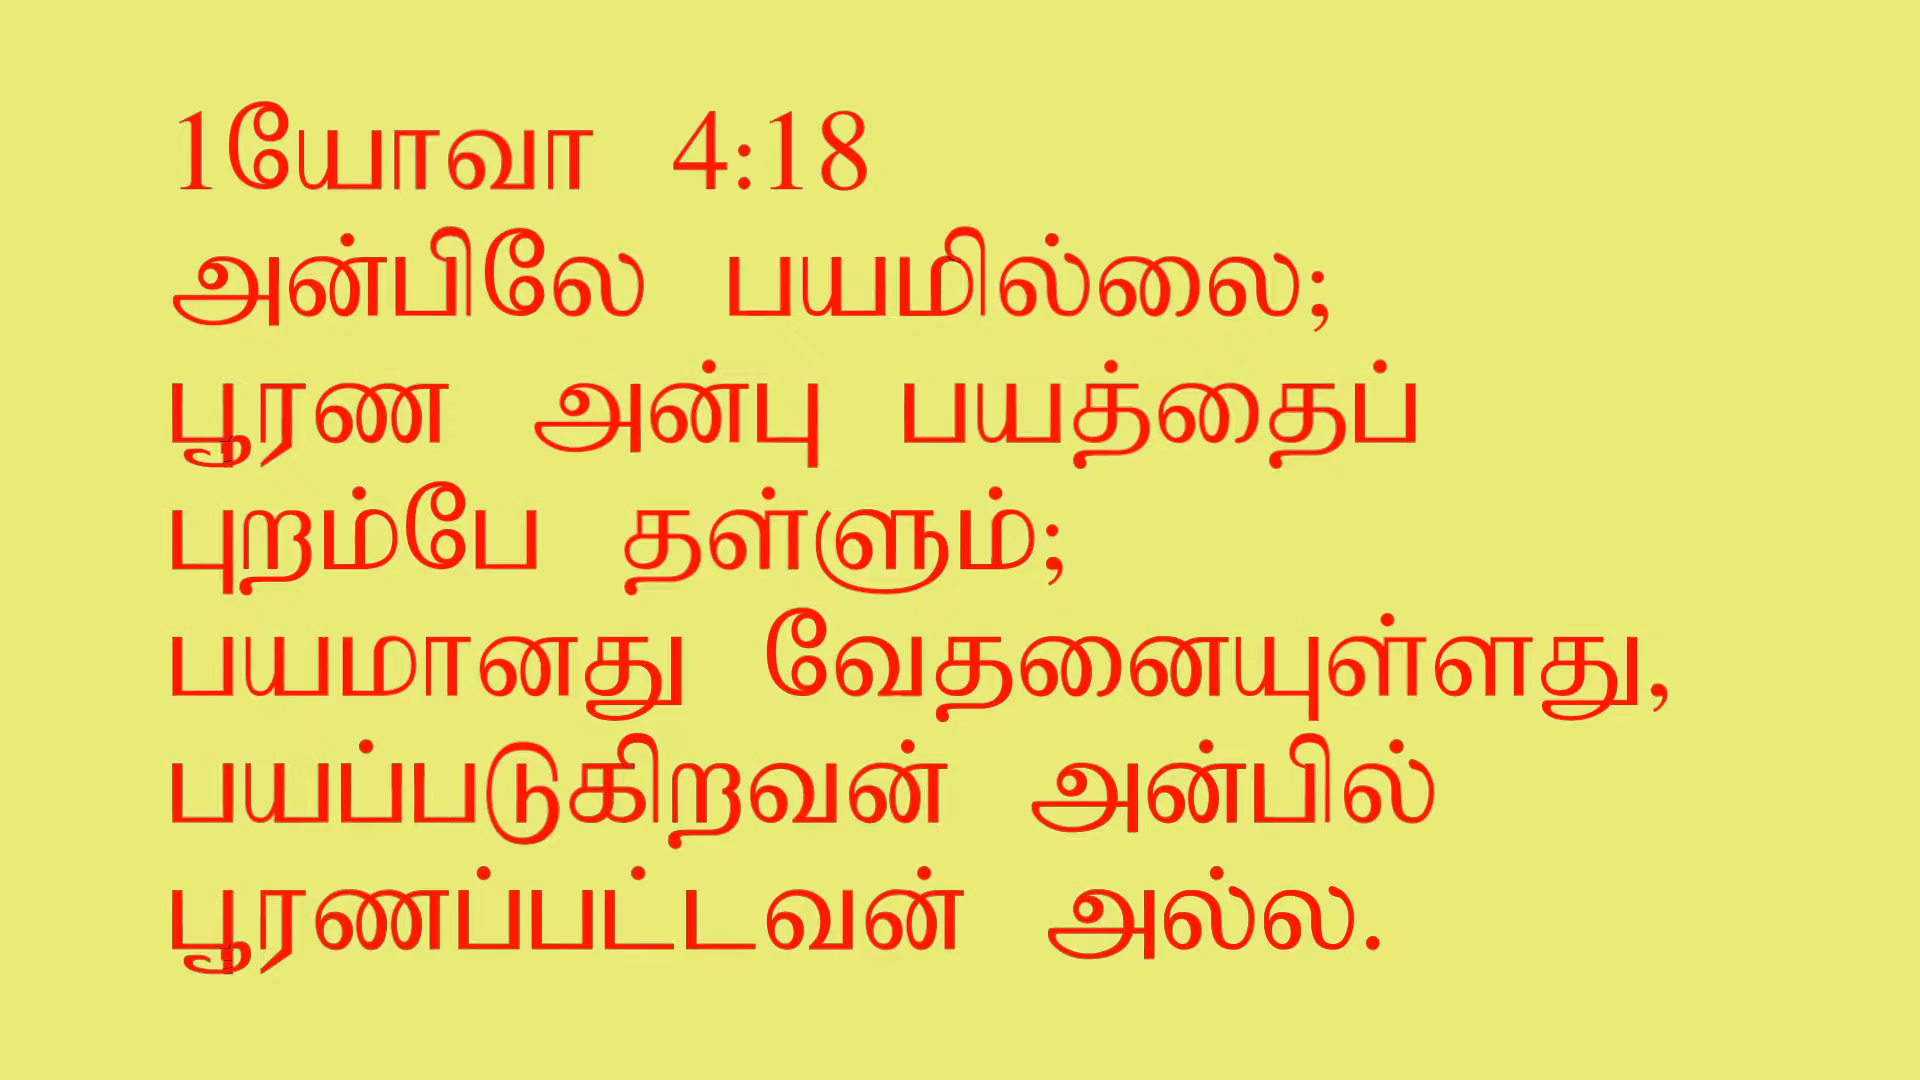 1யோவா 4:18
அன்பிலே பயமில்லை;
பூரண அன்பு பயத்தைப்
புறம்பே தள்ளும்;
பயமானது வேதனையுள்ளது,
பயப்படுகிறவன் அன்பில்
பூரணப்பட்டவன் அல்ல.